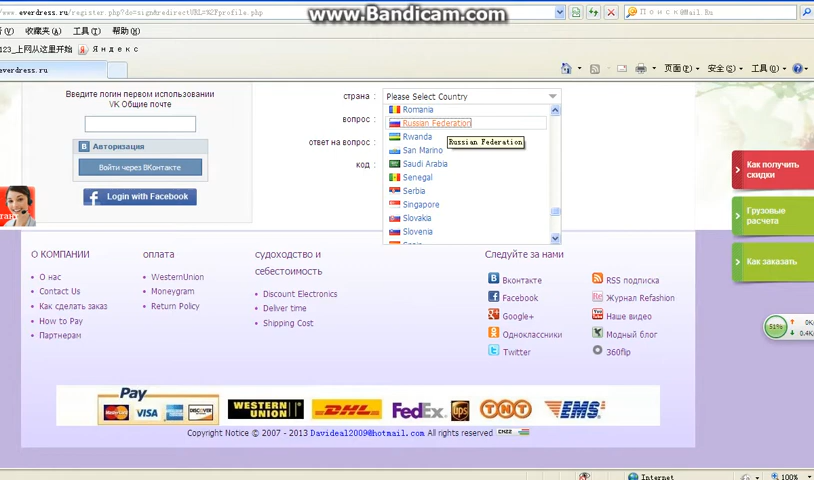 www.Bandicam.com
everdress.ru/register.php?do=sign&redirectURL=%2Fprofile.php
Поиск@Mail.Ru
收藏夹(A) 工具(T) 帮助(H)
123_上网从这里开始 Яндекс
everdress.ru
页面(P) 安全(S) 工具(O)
Введите логин первом использовании
VK Общие почте
Авторизация
Войти через ВКонтакте
Login with Facebook
страна : Please Select Country
вопрос :
ответ на вопрос :
код :
Romania
Russian Federation
Russian Federation
Rwanda
San Marino
Saudi Arabia
Senegal
Serbia
Singapore
Slovakia
Slovenia
Как получить
скидки
Грузовые
расчета
Как заказать
51%
О КОМПАНИИ
О нас
Contact Us
Как сделать заказ
How to Pay
Партнерам
оплата
WesternUnion
Moneygram
Return Policy
судоходство и
себестоимость
Discount Electronics
Deliver time
Shipping Cost
Следуйте за нами
Вконтакте
Facebook
Google+
Одноклассники
Twitter
RSS подписка
Журнал Refashion
Наше видео
Модный блог
360flip
Pay
MasterCard VISA DISCOVER
WESTERN UNION
DHL
FedEx
ups
TNT
EMS
Copyright Notice © 2007 - 2013 Davideal2009@hotmail.com All rights reserved CNZZ
Internet
100%